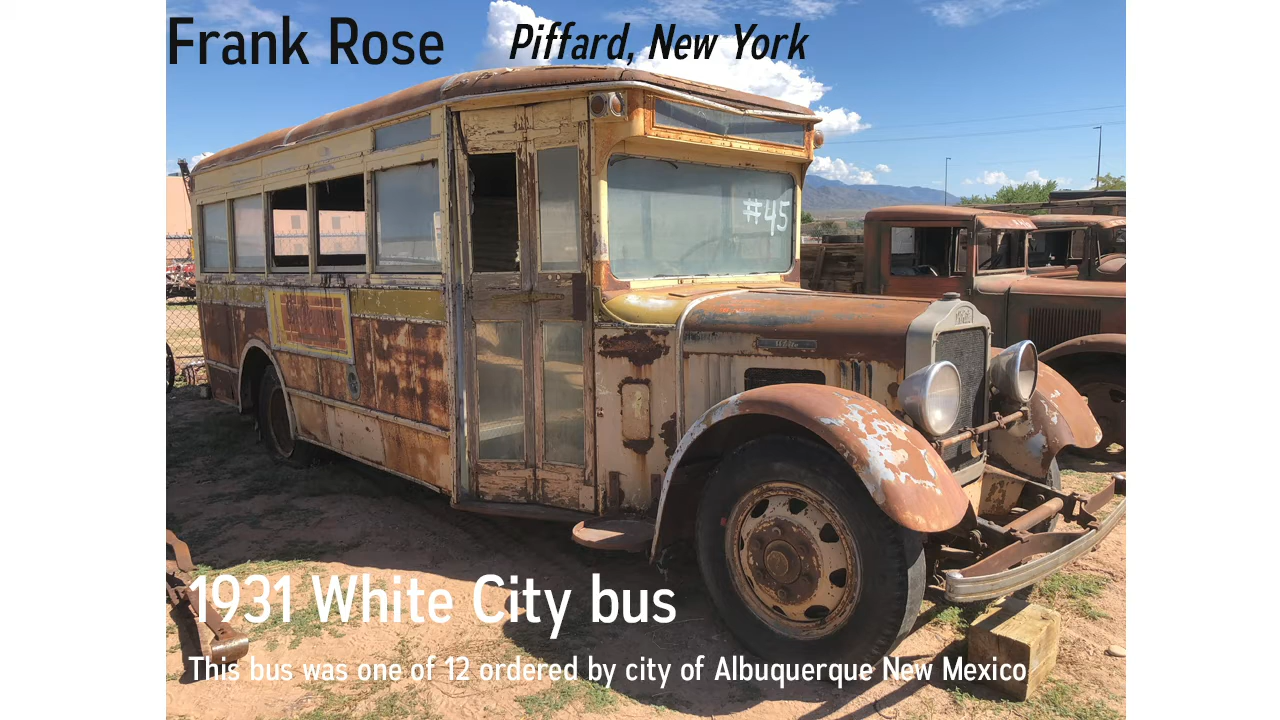 Frank Rose
Piffard, New York
#45
1931 White City bus
This bus was one of 12 ordered by city of Albuquerque New Mexico